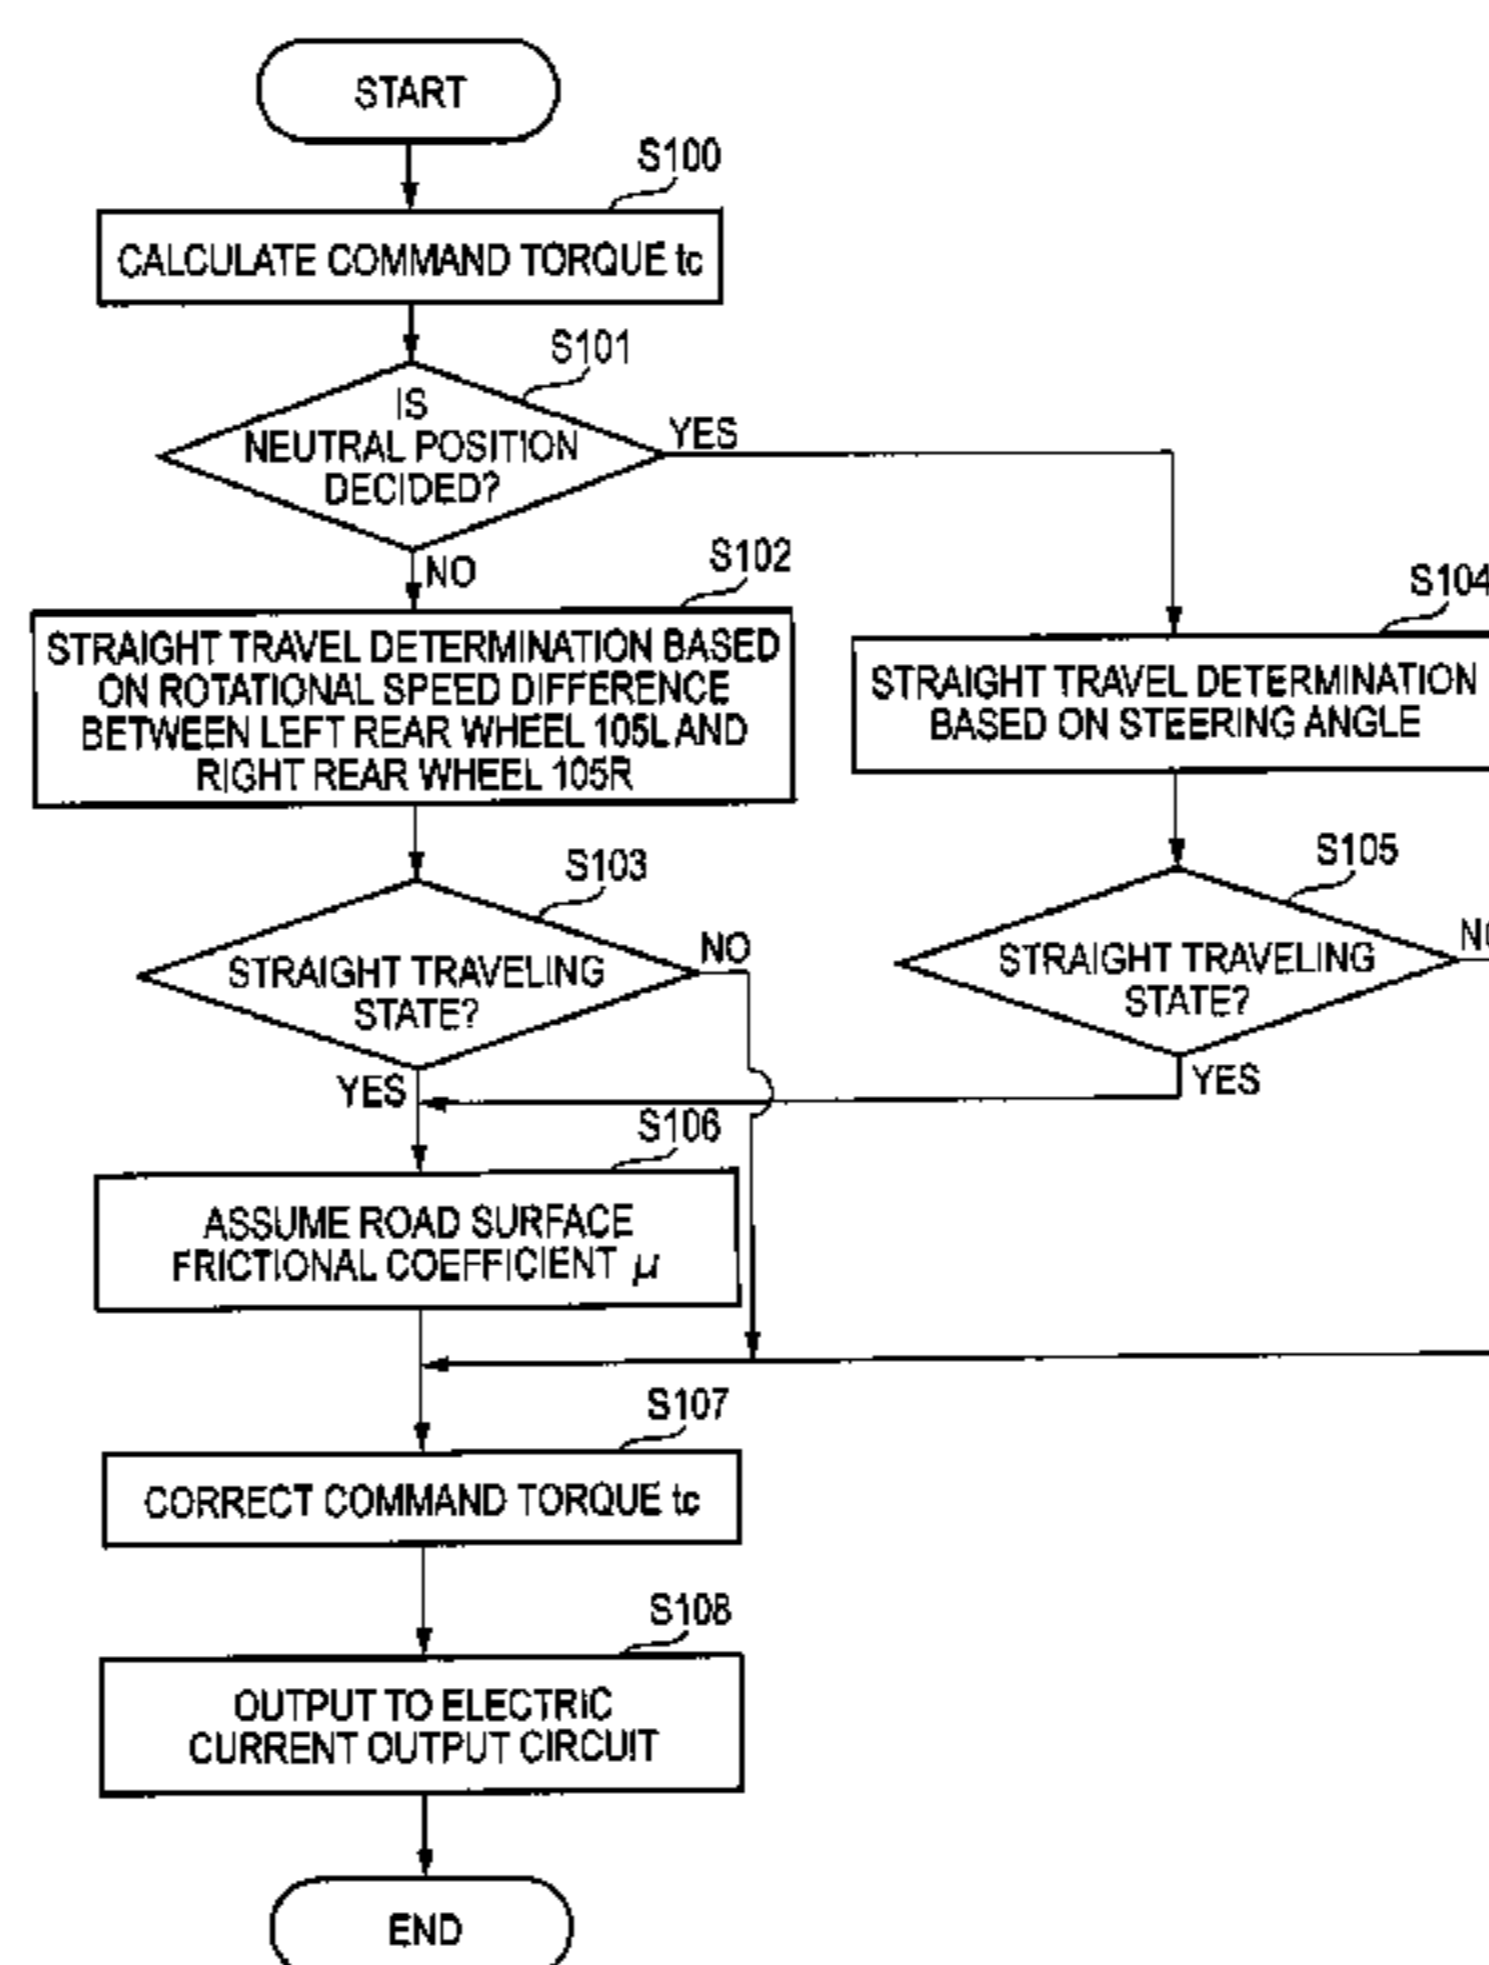 START
S100
CALCULATE COMMAND TORQUE tc
S101
IS
NEUTRAL POSITION
DECIDED?
YES
NO
S102
STRAIGHT TRAVEL DETERMINATION BASED
ON ROTATIONAL SPEED DIFFERENCE
BETWEEN LEFT REAR WHEEL 105L AND
RIGHT REAR WHEEL 105R
S104
STRAIGHT TRAVEL DETERMINATION
BASED ON STEERING ANGLE
S103
STRAIGHT TRAVELING
STATE?
NO
YES
S105
STRAIGHT TRAVELING
STATE?
NO
YES
S106
ASSUME ROAD SURFACE
FRICTIONAL COEFFICIENT μ
S107
CORRECT COMMAND TORQUE tc
S108
OUTPUT TO ELECTRIC
CURRENT OUTPUT CIRCUIT
END